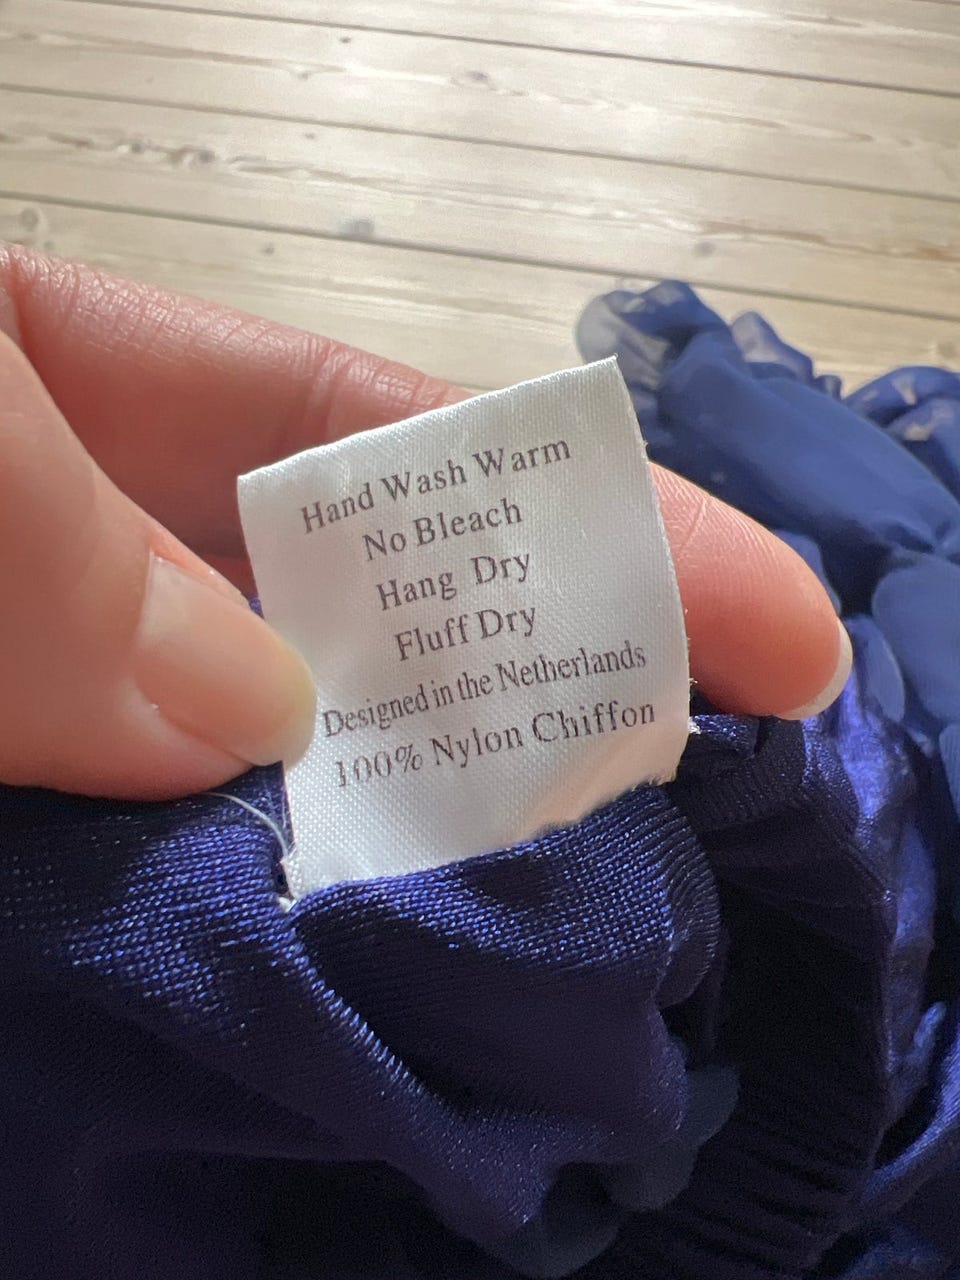 Hand Wash Warm
No Bleach
Hang Dry
Fluff Dry
Designed in the Netherlands
100% Nylon Chiffon